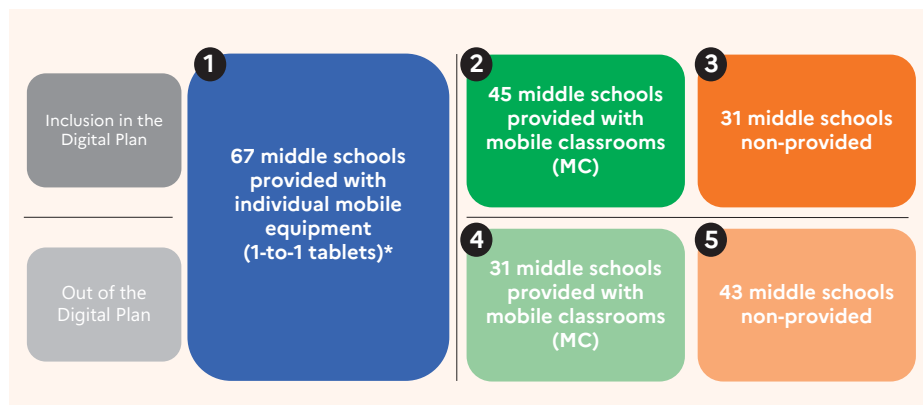 1
2
3
Inclusion in the
Digital Plan
67 middle schools
provided with
individual mobile
equipment
(1-to-1 tablets)*
45 middle schools
provided with
mobile classrooms
(MC)
31 middle schools
non-provided
4
5
Out of the
Digital Plan
31 middle schools
provided with
mobile classrooms
(MC)
43 middle schools
non-provided